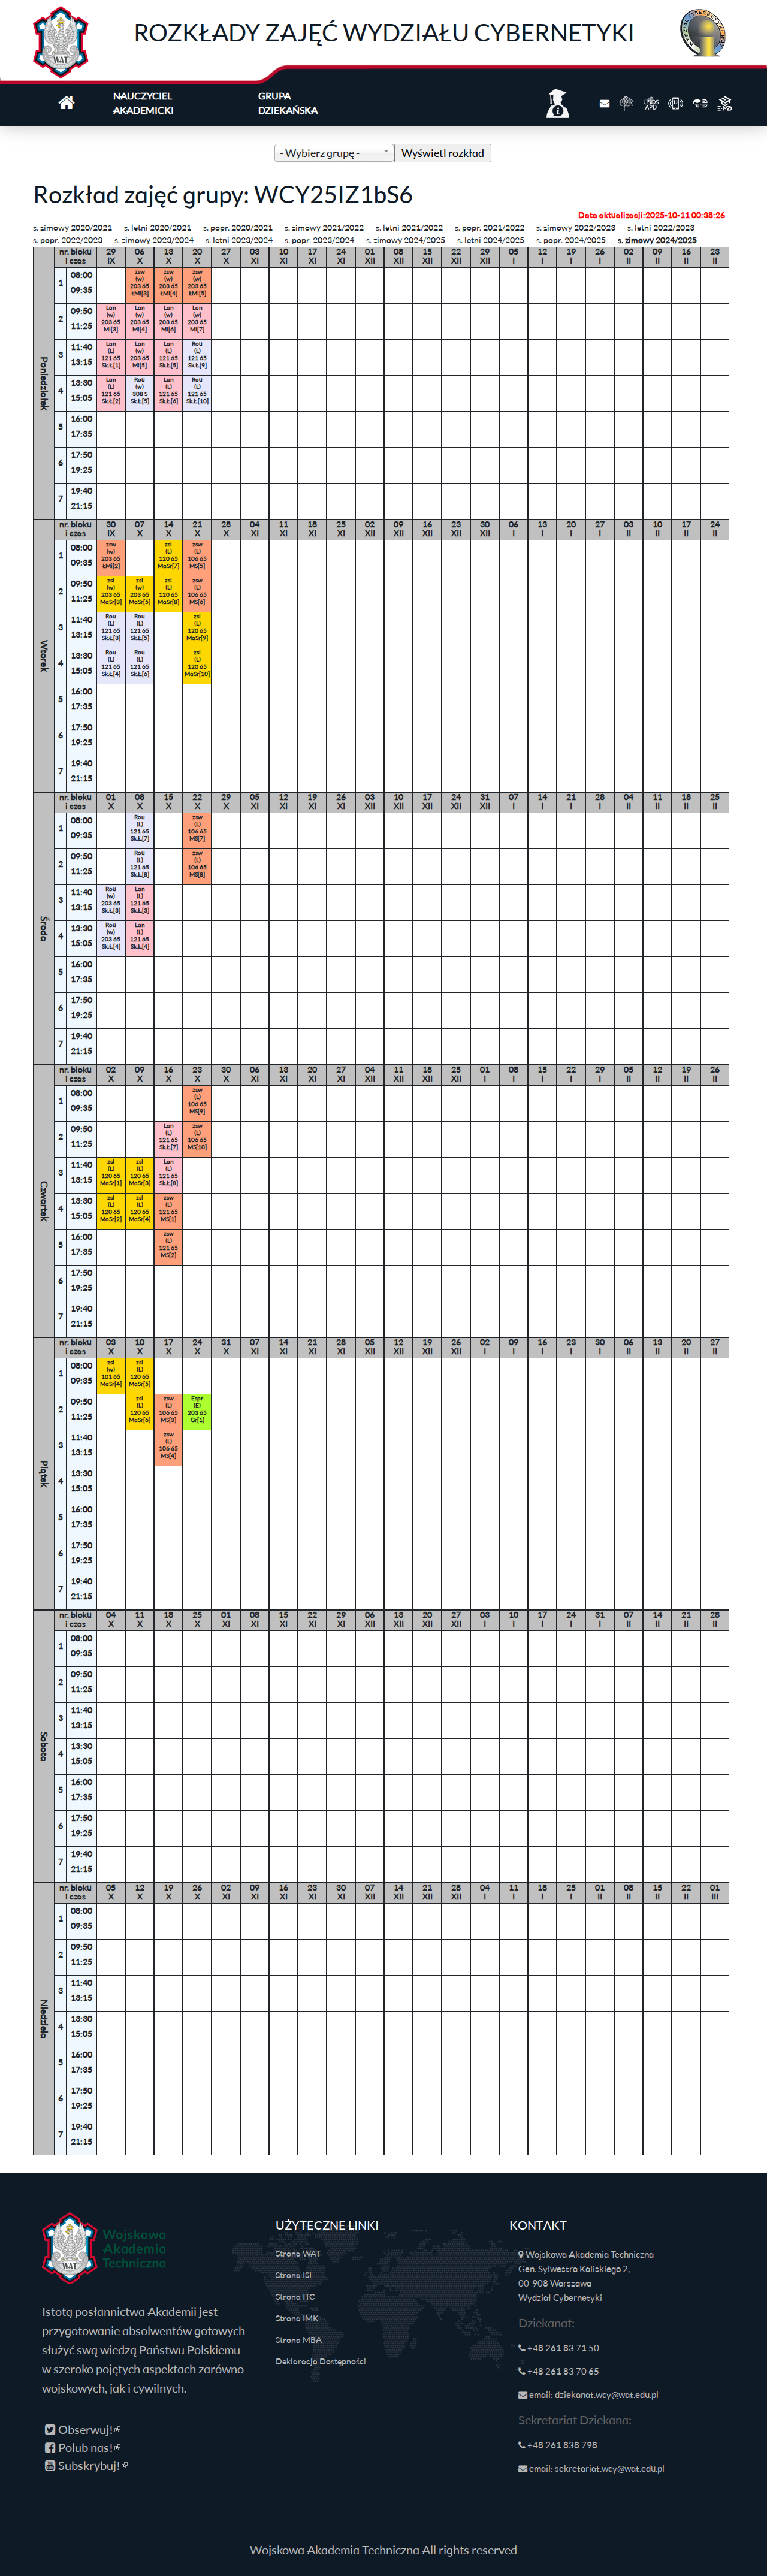 ROZKŁADY ZAJĘĆ WYDZIAŁU CYBERNETYKI
NAUCZYCIEL AKADEMICKI
GRUPA DZIEKAŃSKA
- Wybierz grupę -
Wyświetl rozkład
Rozkład zajęć grupy: WCY25IZ1bS6
Data aktualizacji:2025-10-11 00:38:26
s. zimowy 2020/2021 s. letni 2020/2021 s. popr. 2020/2021 s. zimowy 2021/2022 s. letni 2021/2022 s. popr. 2021/2022 s. zimowy 2022/2023 s. letni 2022/2023
s. popr. 2022/2023 s. zimowy 2023/2024 s. letni 2023/2024 s. popr. 2023/2024 s. zimowy 2024/2025 s. letni 2024/2025 s. popr. 2024/2025 s. zimowy 2024/2025
Poniedziałek
nr. bloku i czas 29 IX 06 X 13 X 20 X 27 X 03 XI 10 XI 17 XI 24 XI 01 XII 08 XII 15 XII 22 XII 29 XII 05 I 12 I 19 I 26 I 02 II 09 II 16 II 23 II
1 08:00 09:35 zsw (w) 203 65 ŁMi[3] zsw (w) 203 65 ŁMi[4] zsw (w) 203 65 ŁMi[5]
2 09:50 11:25 Lan (w) 203 65 MI[3] Lan (w) 203 65 MI[4] Lan (w) 203 65 MI[6] Lan (w) 203 65 MI[7]
3 11:40 13:15 Lan (L) 121 65 Sk.Ł[1] Lan (w) 203 65 MI[5] Lan (L) 121 65 Sk.Ł[5] Rou (L) 121 65 Sk.Ł[9]
4 13:30 15:05 Lan (L) 121 65 Sk.Ł[2] Rou (w) 308 S Sk.Ł[5] Lan (L) 121 65 Sk.Ł[6] Rou (L) 121 65 Sk.Ł[10]
5 16:00 17:35
6 17:50 19:25
7 19:40 21:15
Wtorek
nr. bloku i czas 30 IX 07 X 14 X 21 X 28 X 04 XI 11 XI 18 XI 25 XI 02 XII 09 XII 16 XII 23 XII 30 XII 06 I 13 I 20 I 27 I 03 II 10 II 17 II 24 II
1 08:00 09:35 zsw (w) 203 65 ŁMi[2] zsl (L) 120 65 MaSr[7] zsw (L) 106 65 MS[5]
2 09:50 11:25 zsl (w) 203 65 MaSr[3] zsl (w) 203 65 MaSr[5] zsl (L) 120 65 MaSr[8] zsw (L) 106 65 MS[6]
3 11:40 13:15 Rou (L) 121 65 Sk.Ł[3] Rou (L) 121 65 Sk.Ł[5] zsl (L) 120 65 MaSr[9]
4 13:30 15:05 Rou (L) 121 65 Sk.Ł[4] Rou (L) 121 65 Sk.Ł[6] zsl (L) 120 65 MaSr[10]
5 16:00 17:35
6 17:50 19:25
7 19:40 21:15
Środa
nr. bloku i czas 01 X 08 X 15 X 22 X 29 X 05 XI 12 XI 19 XI 26 XI 03 XII 10 XII 17 XII 24 XII 31 XII 07 I 14 I 21 I 28 I 04 II 11 II 18 II 25 II
1 08:00 09:35 Rou (L) 121 65 Sk.Ł[7] zsw (L) 106 65 MS[7]
2 09:50 11:25 Rou (L) 121 65 Sk.Ł[8] zsw (L) 106 65 MS[8]
3 11:40 13:15 Rou (w) 203 65 Sk.Ł[3] Lan (L) 121 65 Sk.Ł[3]
4 13:30 15:05 Rou (w) 203 65 Sk.Ł[4] Lan (L) 121 65 Sk.Ł[4]
5 16:00 17:35
6 17:50 19:25
7 19:40 21:15
Czwartek
nr. bloku i czas 02 X 09 X 16 X 23 X 30 X 06 XI 13 XI 20 XI 27 XI 04 XII 11 XII 18 XII 25 XII 01 I 08 I 15 I 22 I 29 I 05 II 12 II 19 II 26 II
1 08:00 09:35 zsw (L) 106 65 MS[9]
2 09:50 11:25 Lan (L) 121 65 Sk.Ł[7] zsw (L) 106 65 MS[10]
3 11:40 13:15 zsl (L) 120 65 MaSr[1] zsl (L) 120 65 MaSr[3] Lan (L) 121 65 Sk.Ł[8]
4 13:30 15:05 zsl (L) 120 65 MaSr[2] zsl (L) 120 65 MaSr[4] zsw (L) 121 65 MS[1]
5 16:00 17:35 zsw (L) 121 65 MS[2]
6 17:50 19:25
7 19:40 21:15
Piątek
nr. bloku i czas 03 X 10 X 17 X 24 X 31 X 07 XI 14 XI 21 XI 28 XI 05 XII 12 XII 19 XII 26 XII 02 I 09 I 16 I 23 I 30 I 06 II 13 II 20 II 27 II
1 08:00 09:35 zsl (w) 101 65 MaSr[4] zsl (L) 120 65 MaSr[5]
2 09:50 11:25 zsl (L) 120 65 MaSr[6] zsw (L) 106 65 MS[3] Espr (E) 203 65 Gr[1]
3 11:40 13:15 zsw (L) 106 65 MS[4]
4 13:30 15:05
5 16:00 17:35
6 17:50 19:25
7 19:40 21:15
Sobota
nr. bloku i czas 04 X 11 X 18 X 25 X 01 XI 08 XI 15 XI 22 XI 29 XI 06 XII 13 XII 20 XII 27 XII 03 I 10 I 17 I 24 I 31 I 07 II 14 II 21 II 28 II
1 08:00 09:35
2 09:50 11:25
3 11:40 13:15
4 13:30 15:05
5 16:00 17:35
6 17:50 19:25
7 19:40 21:15
Niedziela
nr. bloku i czas 05 X 12 X 19 X 26 X 02 XI 09 XI 16 XI 23 XI 30 XI 07 XII 14 XII 21 XII 28 XII 04 I 11 I 18 I 25 I 01 II 08 II 15 II 22 II 01 III
1 08:00 09:35
2 09:50 11:25
3 11:40 13:15
4 13:30 15:05
5 16:00 17:35
6 17:50 19:25
7 19:40 21:15
WAT
Wojskowa
Akademia
Techniczna
Istotą posłannictwa Akademii jest
przygotowanie absolwentów gotowych
służyć swą wiedzą Państwu Polskiemu –
w szeroko pojętych aspektach zarówno
wojskowych, jak i cywilnych.
Obserwuj!
Polub nas!
Subskrybuj!
UŻYTECZNE LINKI
Strona WAT
Strona ISI
Strona ITC
Strona IMK
Strona MBA
Deklaracja Dostępności
KONTAKT
Wojskowa Akademia Techniczna
Gen. Sylwestra Kaliskiego 2,
00-908 Warszawa
Wydział Cybernetyki
Dziekanat:
+48 261 83 71 50
+48 261 83 70 65
email: dziekanat.wcy@wat.edu.pl
Sekretariat Dziekana:
+48 261 838 798
email: sekretariat.wcy@wat.edu.pl
Wojskowa Akademia Techniczna All rights reserved